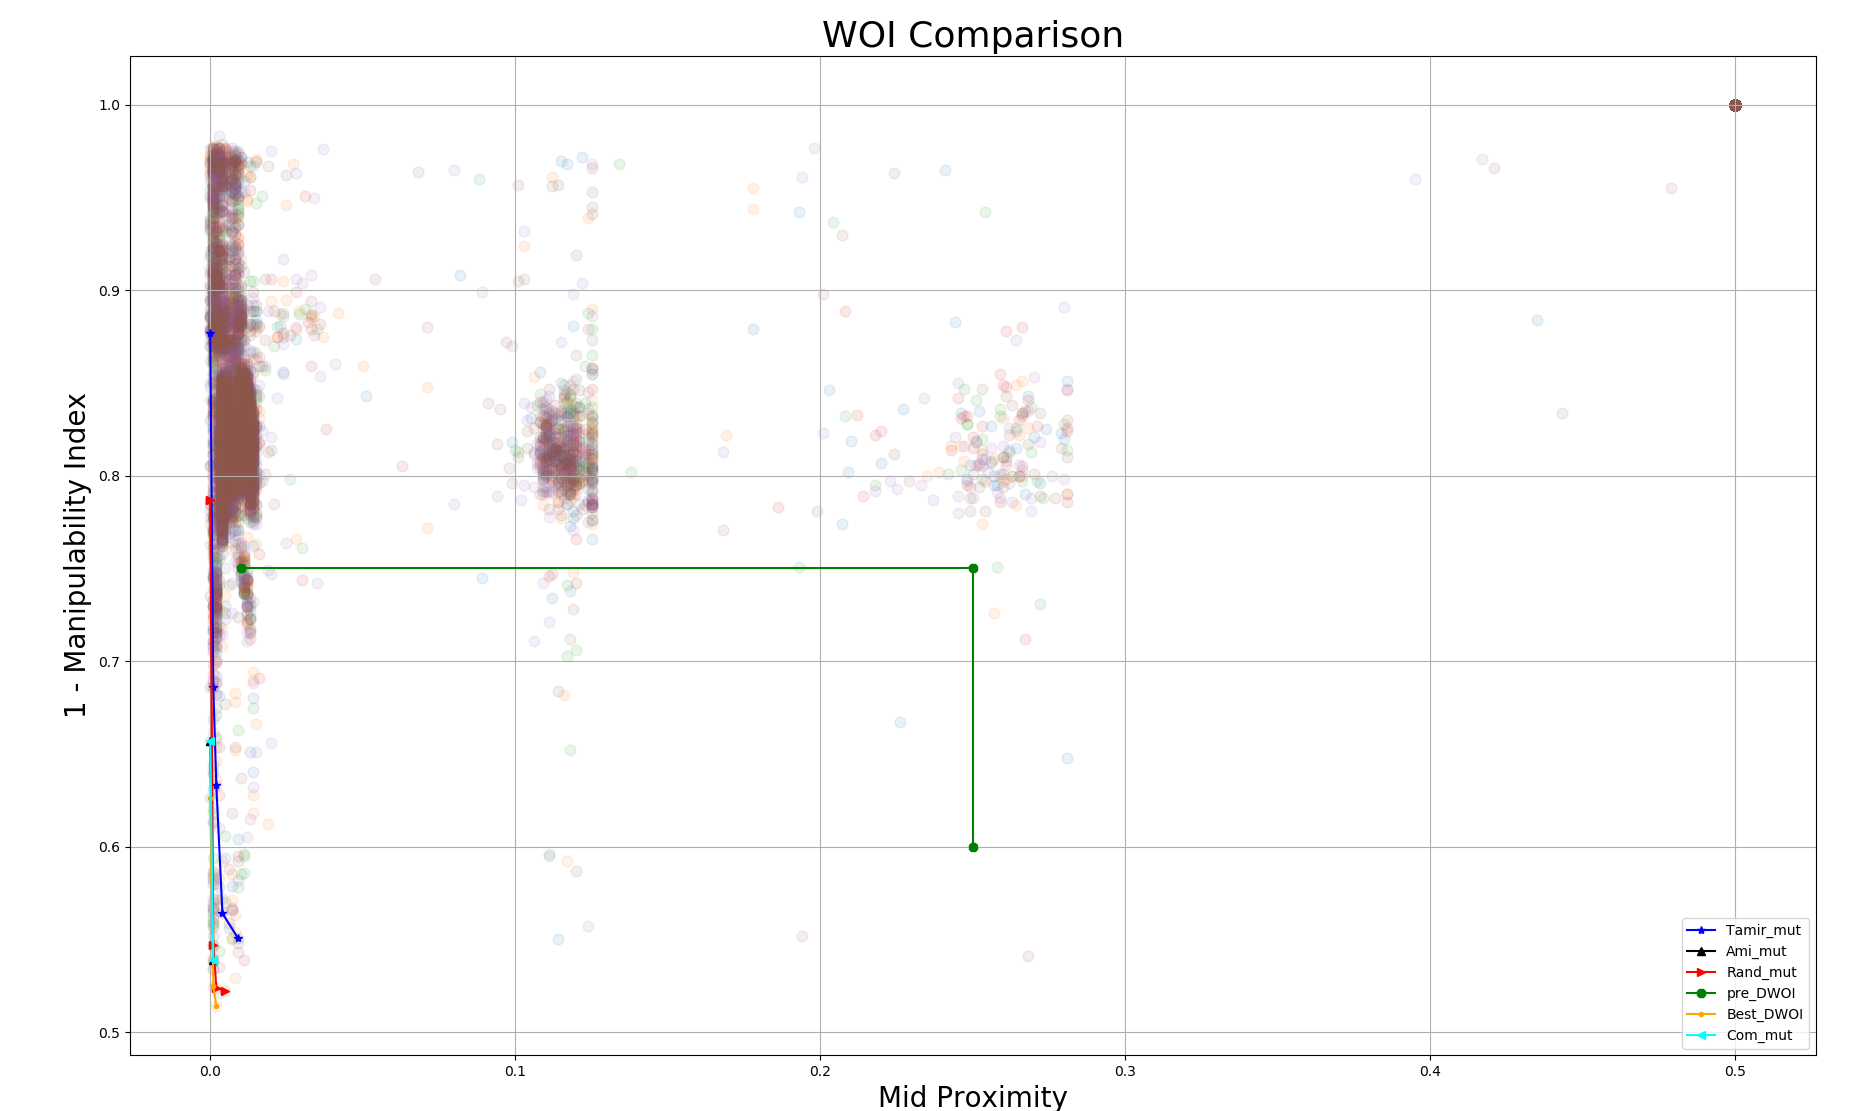 WOI Comparison
1 - Manipulability Index
1.0
0.9
0.8
0.7
0.6
0.5
0.0
0.1
0.2
0.3
0.4
0.5
Mid Proximity
Tamir_mut
Ami_mut
Rand_mut
pre_DWOI
Best_DWOI
Com_mut